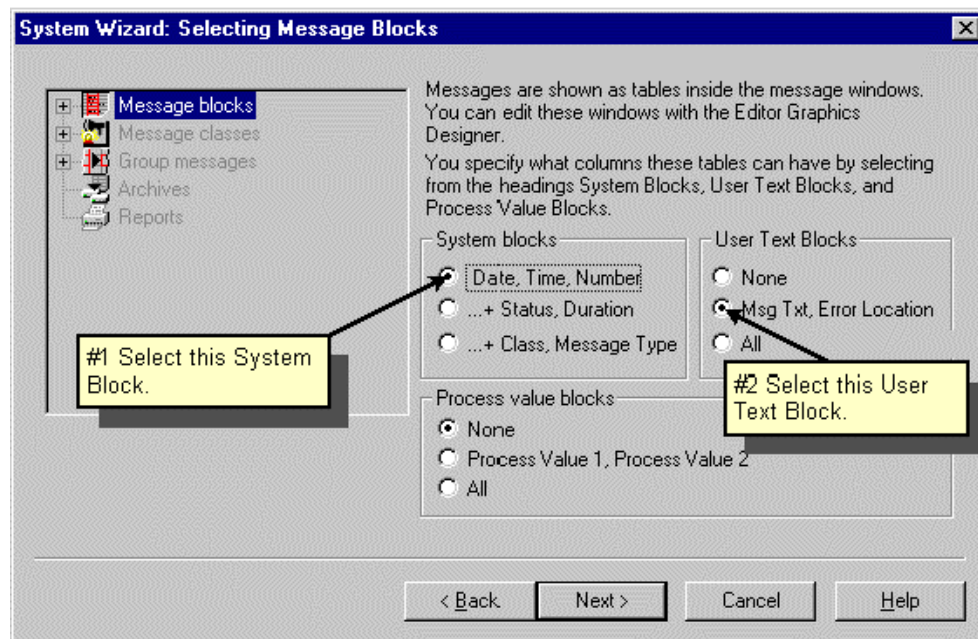 System Wizard: Selecting Message Blocks
Message blocks
Message classes
Group messages
Archives
Reports
Messages are shown as tables inside the message windows.
You can edit these windows with the Editor Graphics
Designer.
You specify what columns these tables can have by selecting
from the headings System Blocks, User Text Blocks, and
Process Value Blocks.
System blocks
Date, Time, Number
...+ Status, Duration
...+ Class, Message Type
User Text Blocks
None
Msg Txt, Error Location
All
#1 Select this System
Block.
#2 Select this User
Text Block.
Process value blocks
None
Process Value 1, Process Value 2
All
< Back
Next >
Cancel
Help